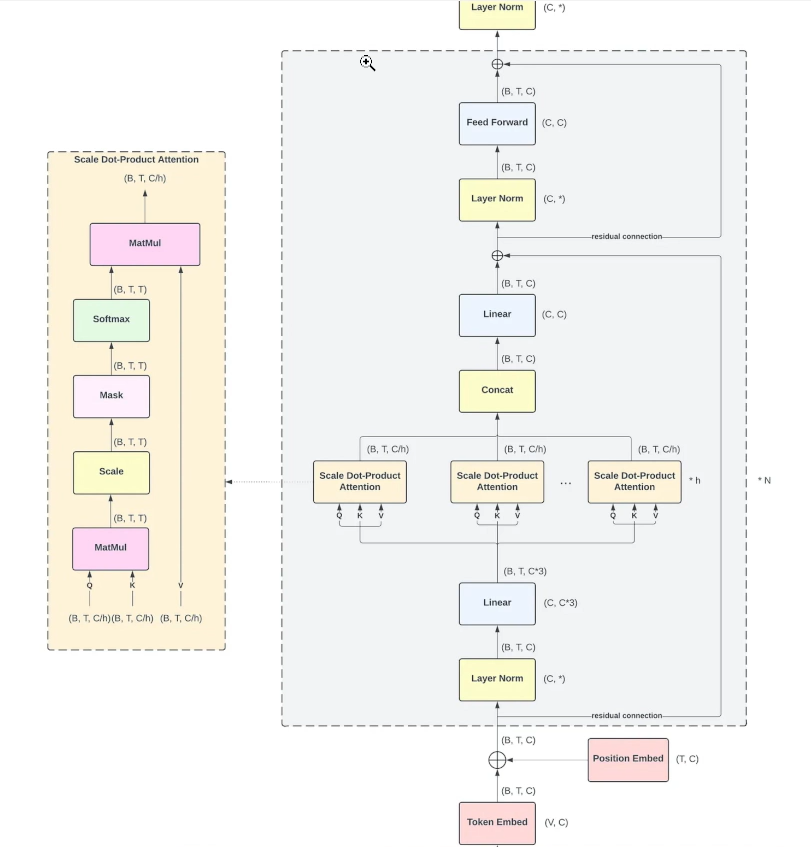 Layer Norm (C, *)
(B, T, C)
Feed Forward (C, C)
(B, T, C)
Layer Norm (C, *)
residual connection
(B, T, C)
Linear (C, C)
(B, T, C)
Concat
(B, T, C/h) (B, T, C/h) (B, T, C/h)
Scale Dot-Product Attention
Scale Dot-Product Attention
...
Scale Dot-Product Attention
* h
* N
Q K V Q K V Q K V
(B, T, C*3)
Linear (C, C*3)
(B, T, C)
Layer Norm (C, *)
residual connection
(B, T, C)
Position Embed (T, C)
(B, T, C)
Token Embed (V, C)
Scale Dot-Product Attention
(B, T, C/h)
MatMul
(B, T, T)
Softmax
(B, T, T)
Mask
(B, T, T)
Scale
(B, T, T)
MatMul
Q K V
(B, T, C/h) (B, T, C/h) (B, T, C/h)